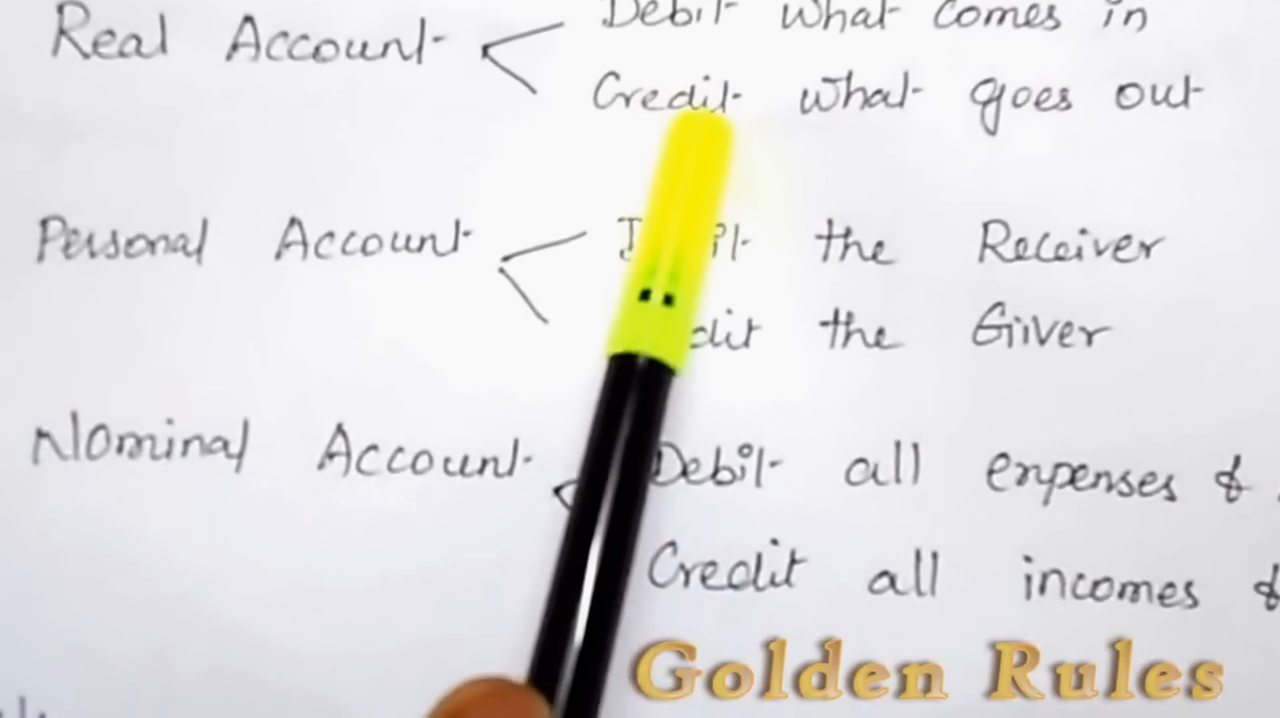 Real Account Debit what comes in
Credit what goes out
Personal Account the Receiver
the Giver
Nominal Account Debit all expenses &
Credit all incomes &
Golden Rules